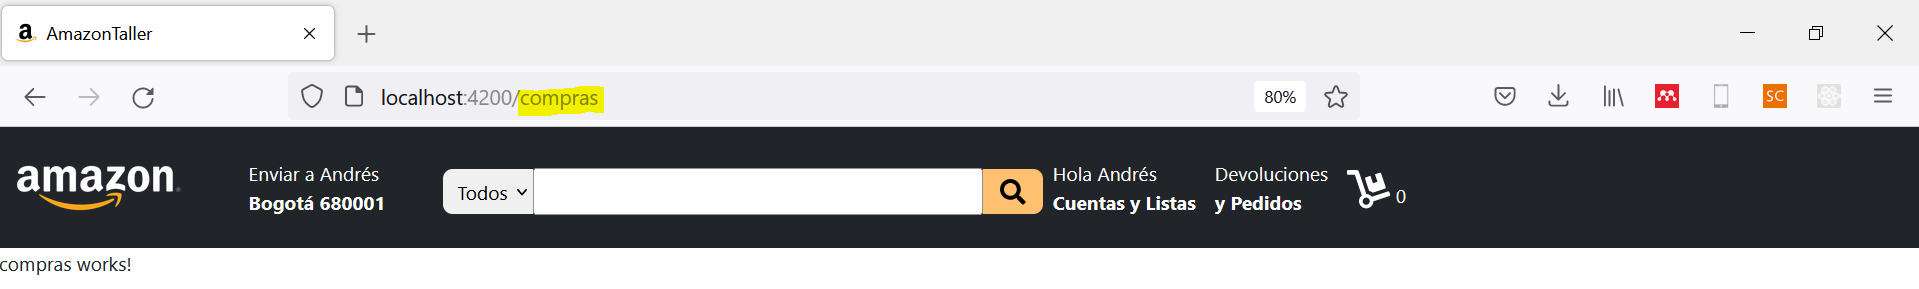 AmazonTaller
localhost:4200/compras
80%
SC
amazon
Enviar a Andrés
Bogotá 680001
Todos
Hola Andrés
Cuentas y Listas
Devoluciones
y Pedidos
0
compras works!